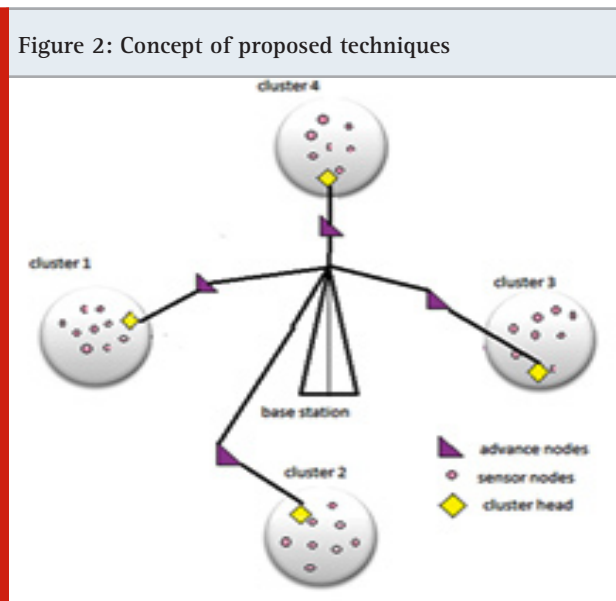 Figure 2: Concept of proposed techniques
cluster 4
cluster 1
cluster 3
base station
cluster 2
advance nodes
sensor nodes
cluster head